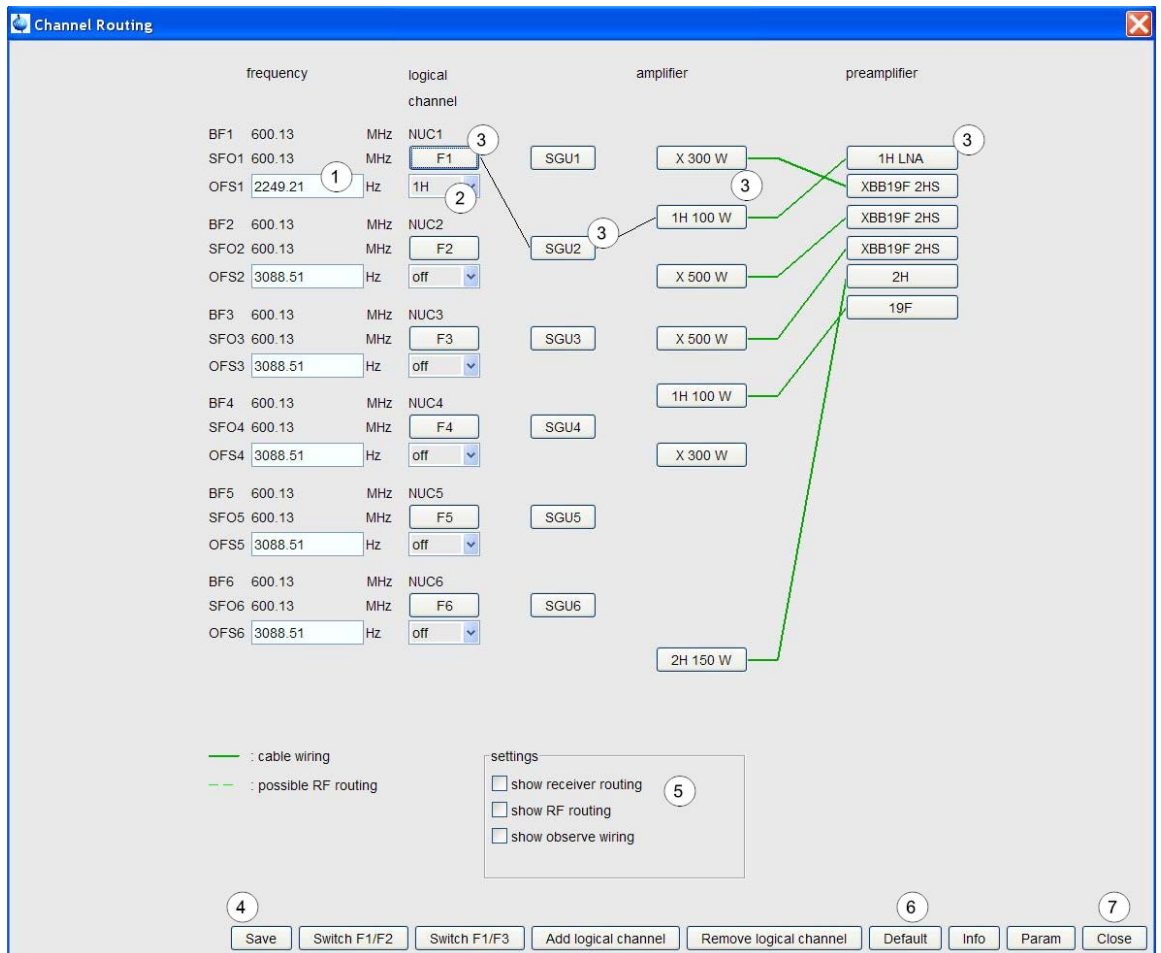 Channel Routing
frequency logical channel amplifier preamplifier
BF1 600.13 MHz NUC1 3 3
SFO1 600.13 MHz F1 SGU1 X 300 W 1H LNA
OFS1 2249.21 1 Hz 1H 2 3 XBB19F 2HS
BF2 600.13 MHz NUC2 3 1H 100 W XBB19F 2HS
SFO2 600.13 MHz F2 SGU2 XBB19F 2HS
OFS2 3088.51 Hz off X 500 W 2H
BF3 600.13 MHz NUC3 19F
SFO3 600.13 MHz F3 SGU3 X 500 W
OFS3 3088.51 Hz off
BF4 600.13 MHz NUC4 1H 100 W
SFO4 600.13 MHz F4 SGU4
OFS4 3088.51 Hz off X 300 W
BF5 600.13 MHz NUC5
SFO5 600.13 MHz F5 SGU5
OFS5 3088.51 Hz off
BF6 600.13 MHz NUC6
SFO6 600.13 MHz F6 SGU6
OFS6 3088.51 Hz off
2H 150 W
: cable wiring
: possible RF routing
settings
show receiver routing 5
show RF routing
show observe wiring
4 6 7
Save Switch F1/F2 Switch F1/F3 Add logical channel Remove logical channel Default Info Param Close